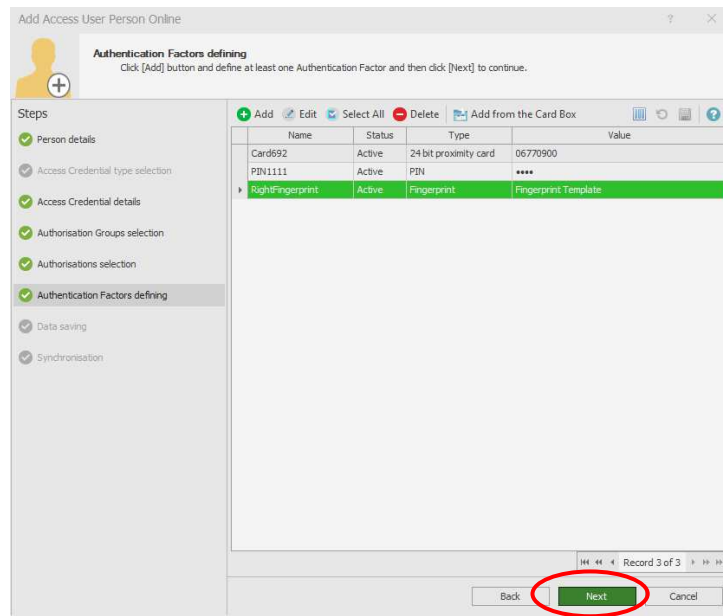 Add Access User Person Online ?
Authentication Factors defining
Click [Add] button and define at least one Authentication Factor and then click [Next] to continue.
Steps
Person details
Access Credential type selection
Access Credential details
Authorisation Groups selection
Authorisations selection
Authentication Factors defining
Data saving
Synchronisation
Add Edit Select All Delete Add from the Card Box ?
Name Status Type Value
Card692 Active 24 bit proximity card 06770900
PIN1111 Active PIN ••••
RightFingerprint Active Fingerprint Fingerprint Template
Record 3 of 3
Back Next Cancel